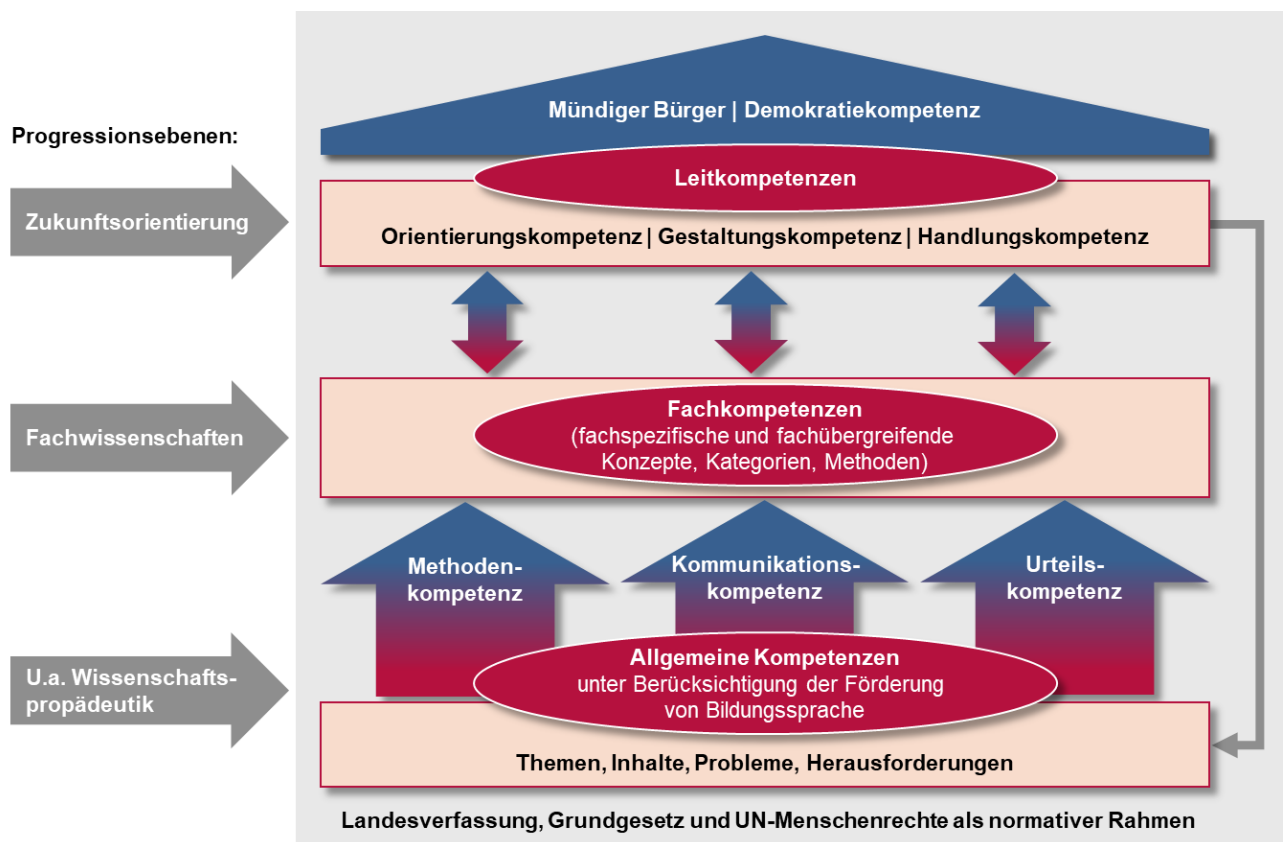 Mündiger Bürger | Demokratiekompetenz
Progressionsebenen:
Leitkompetenzen
Zukunftsorientierung
Orientierungskompetenz | Gestaltungskompetenz | Handlungskompetenz
Fachkompetenzen
(fachspezifische und fachübergreifende
Konzepte, Kategorien, Methoden)
Fachwissenschaften
Methoden-
kompetenz
Kommunikations-
kompetenz
Urteils-
kompetenz
Allgemeine Kompetenzen
unter Berücksichtigung der Förderung
von Bildungssprache
U.a. Wissenschafts-
propädeutik
Themen, Inhalte, Probleme, Herausforderungen
Landesverfassung, Grundgesetz und UN-Menschenrechte als normativer Rahmen